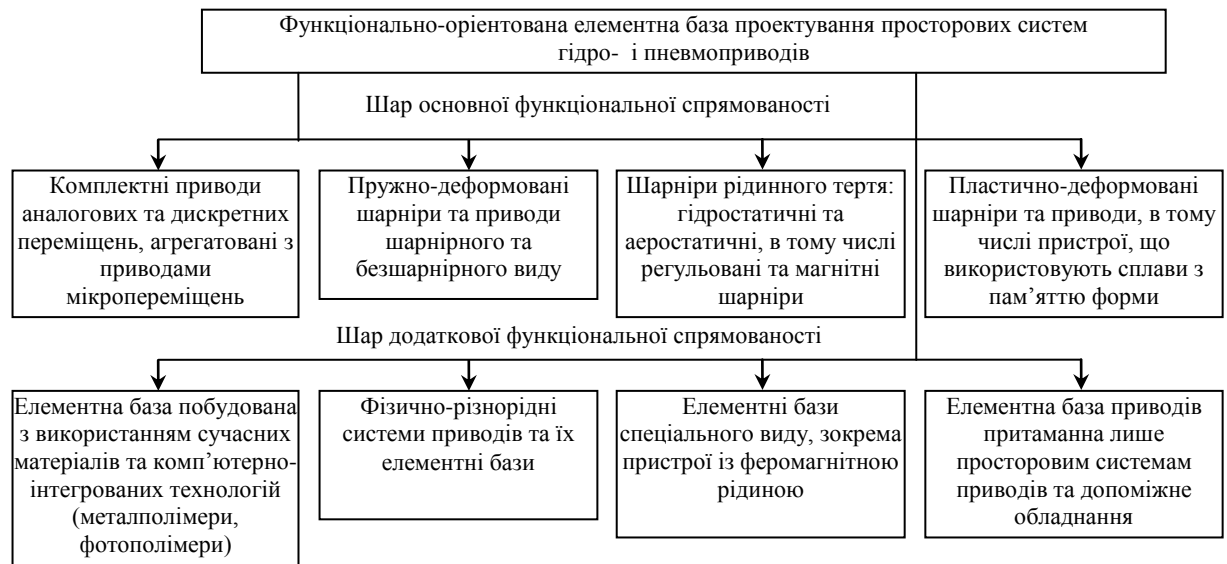 Функціонально-оріентована елементна база проектування просторових систем
гідро- і пневмоприводів
Шар основної функціональної спрямованості
Комплектні приводи
аналогових та дискретних
переміщень, агрегатовані з
приводами
мікропереміщень
Пружно-деформовані
шарніри та приводи
шарнірного та
безшарнірного виду
Шарніри рідинного тертя:
гідростатичні та
аеростатичні, в тому числі
регульовані та магнітні
шарніри
Пластично-деформовані
шарніри та приводи, в тому
числі пристрої, що
використовують сплави з
пам’яттю форми
Шар додаткової функціональної спрямованості
Елементна база побудована
з використанням сучасних
матеріалів та комп’ютерно-
інтегрованих технологій
(металполімери,
фотополімери)
Фізично-різнорідні
системи приводів та їх
елементні бази
Елементні бази
спеціального виду, зокрема
пристрої із феромагнітною
рідиною
Елементна база приводів
притаманна лише
просторовим системам
приводів та допоміжне
обладнання